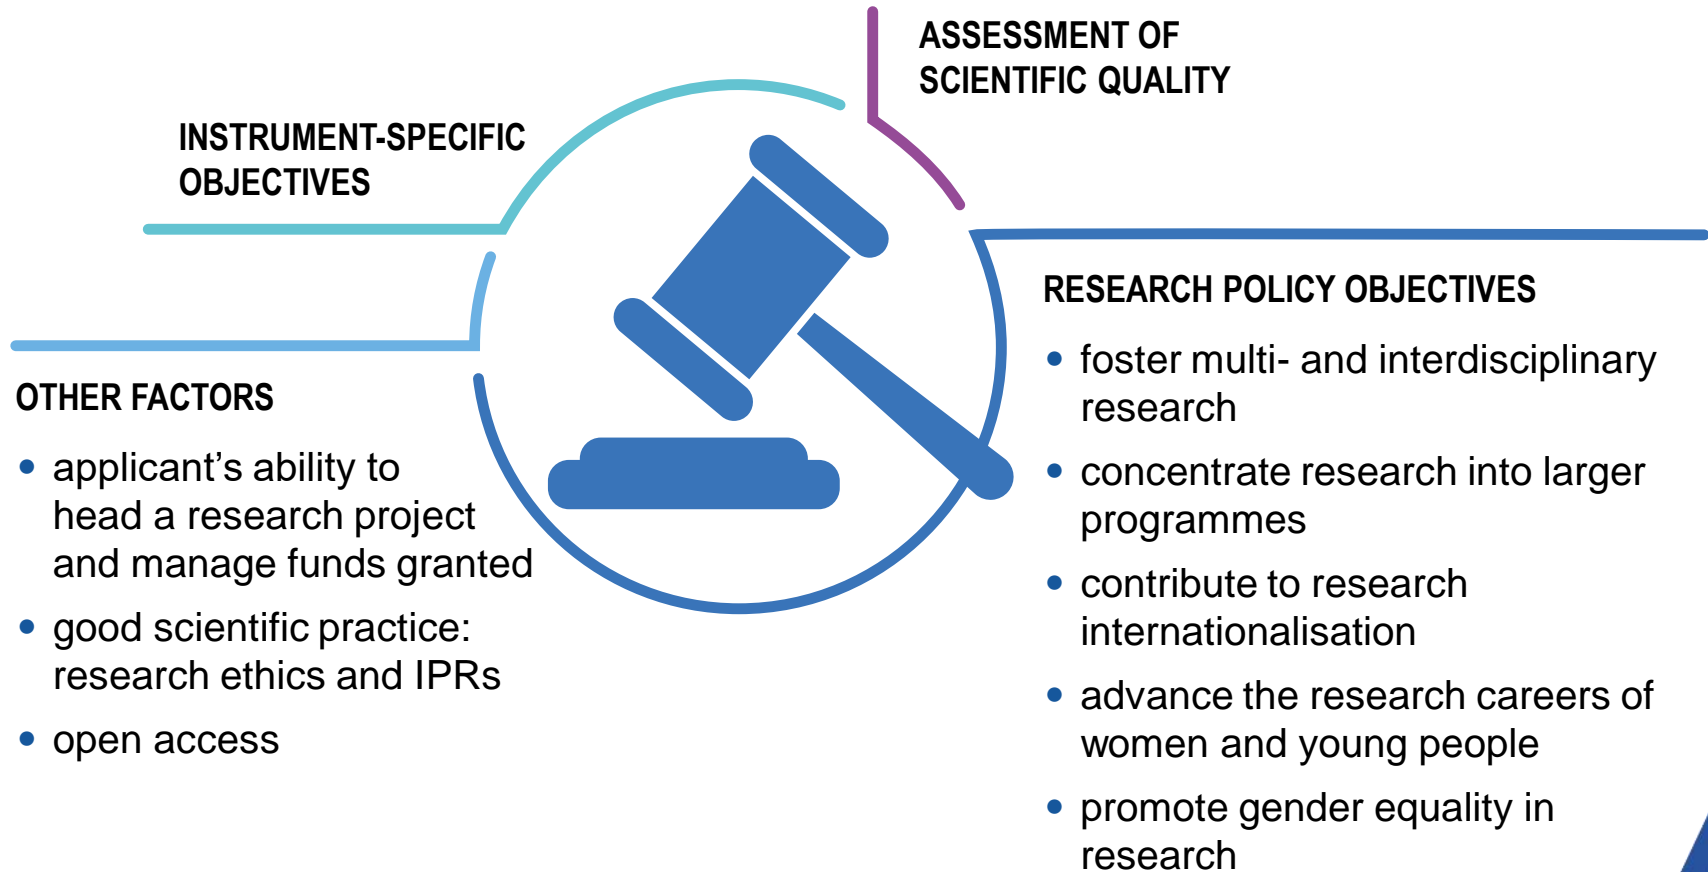 ASSESSMENT OF
SCIENTIFIC QUALITY
INSTRUMENT-SPECIFIC
OBJECTIVES
RESEARCH POLICY OBJECTIVES
• foster multi- and interdisciplinary
research
• concentrate research into larger
programmes
• contribute to research
internationalisation
• advance the research careers of
women and young people
• promote gender equality in
research
OTHER FACTORS
• applicant’s ability to
head a research project
and manage funds granted
• good scientific practice:
research ethics and IPRs
• open access